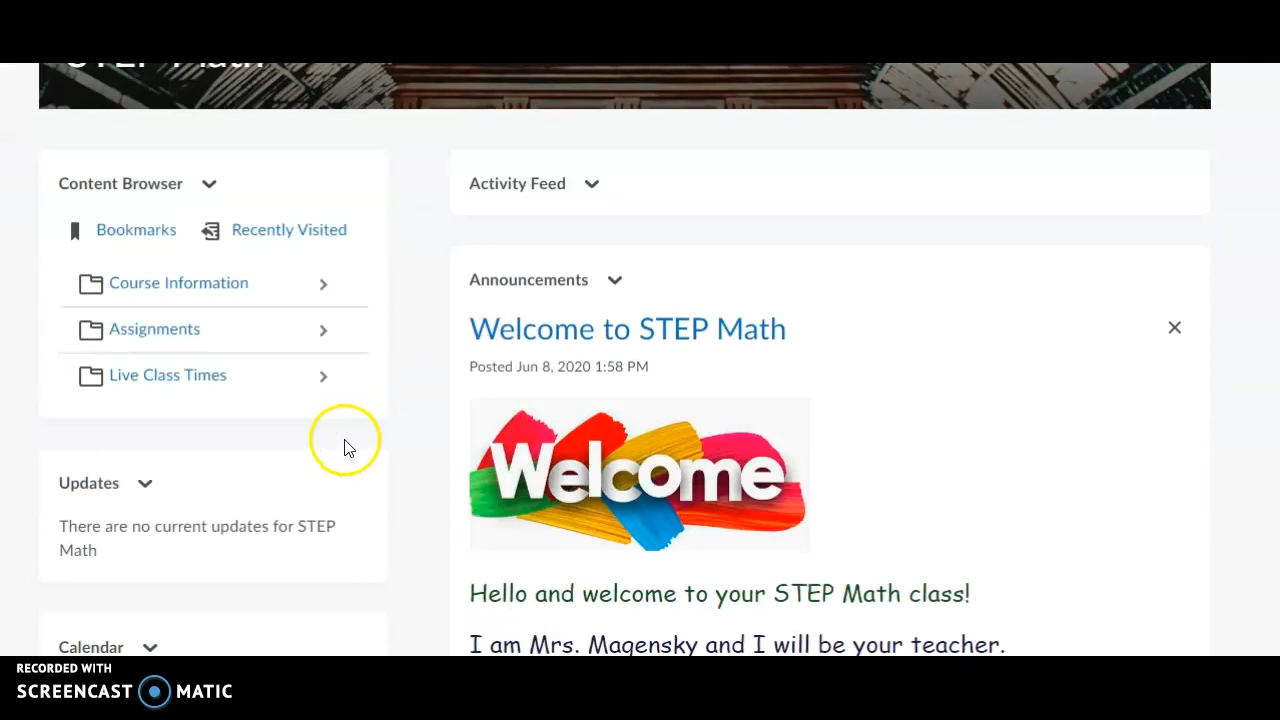 STEP Math
Content Browser
Bookmarks Recently Visited
Course Information
Assignments
Live Class Times
Updates
There are no current updates for STEP
Math
Calendar
Activity Feed
Announcements
Welcome to STEP Math
Posted Jun 8, 2020 1:58 PM
Welcome
Hello and welcome to your STEP Math class!
I am Mrs. Magensky and I will be your teacher.
RECORDED WITH
SCREENCAST MATIC